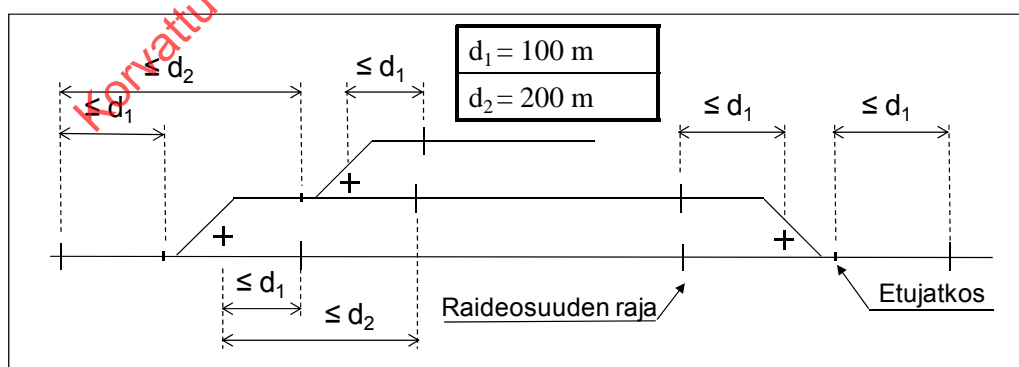 Korvattu
d₁ = 100 m
d₂ = 200 m
≤ d₂
≤ d₁
≤ d₁
≤ d₁
≤ d₁
≤ d₁
≤ d₂
Raideosuuden raja
Etujatkos